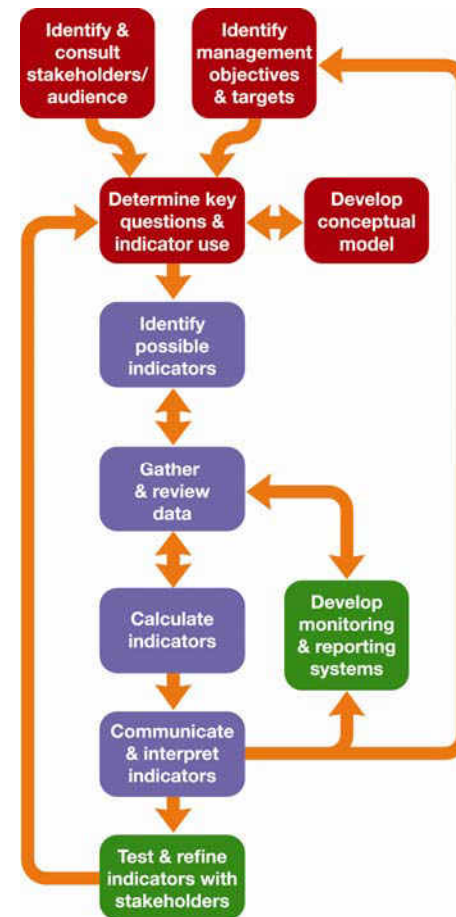 Identify &
consult
stakeholders/
audience
Identify
management
objectives
& targets
Determine key
questions &
indicator use
Develop
conceptual
model
Identify
possible
indicators
Gather
& review
data
Calculate
indicators
Develop
monitoring
& reporting
systems
Communicate
& interpret
indicators
Test & refine
indicators with
stakeholders